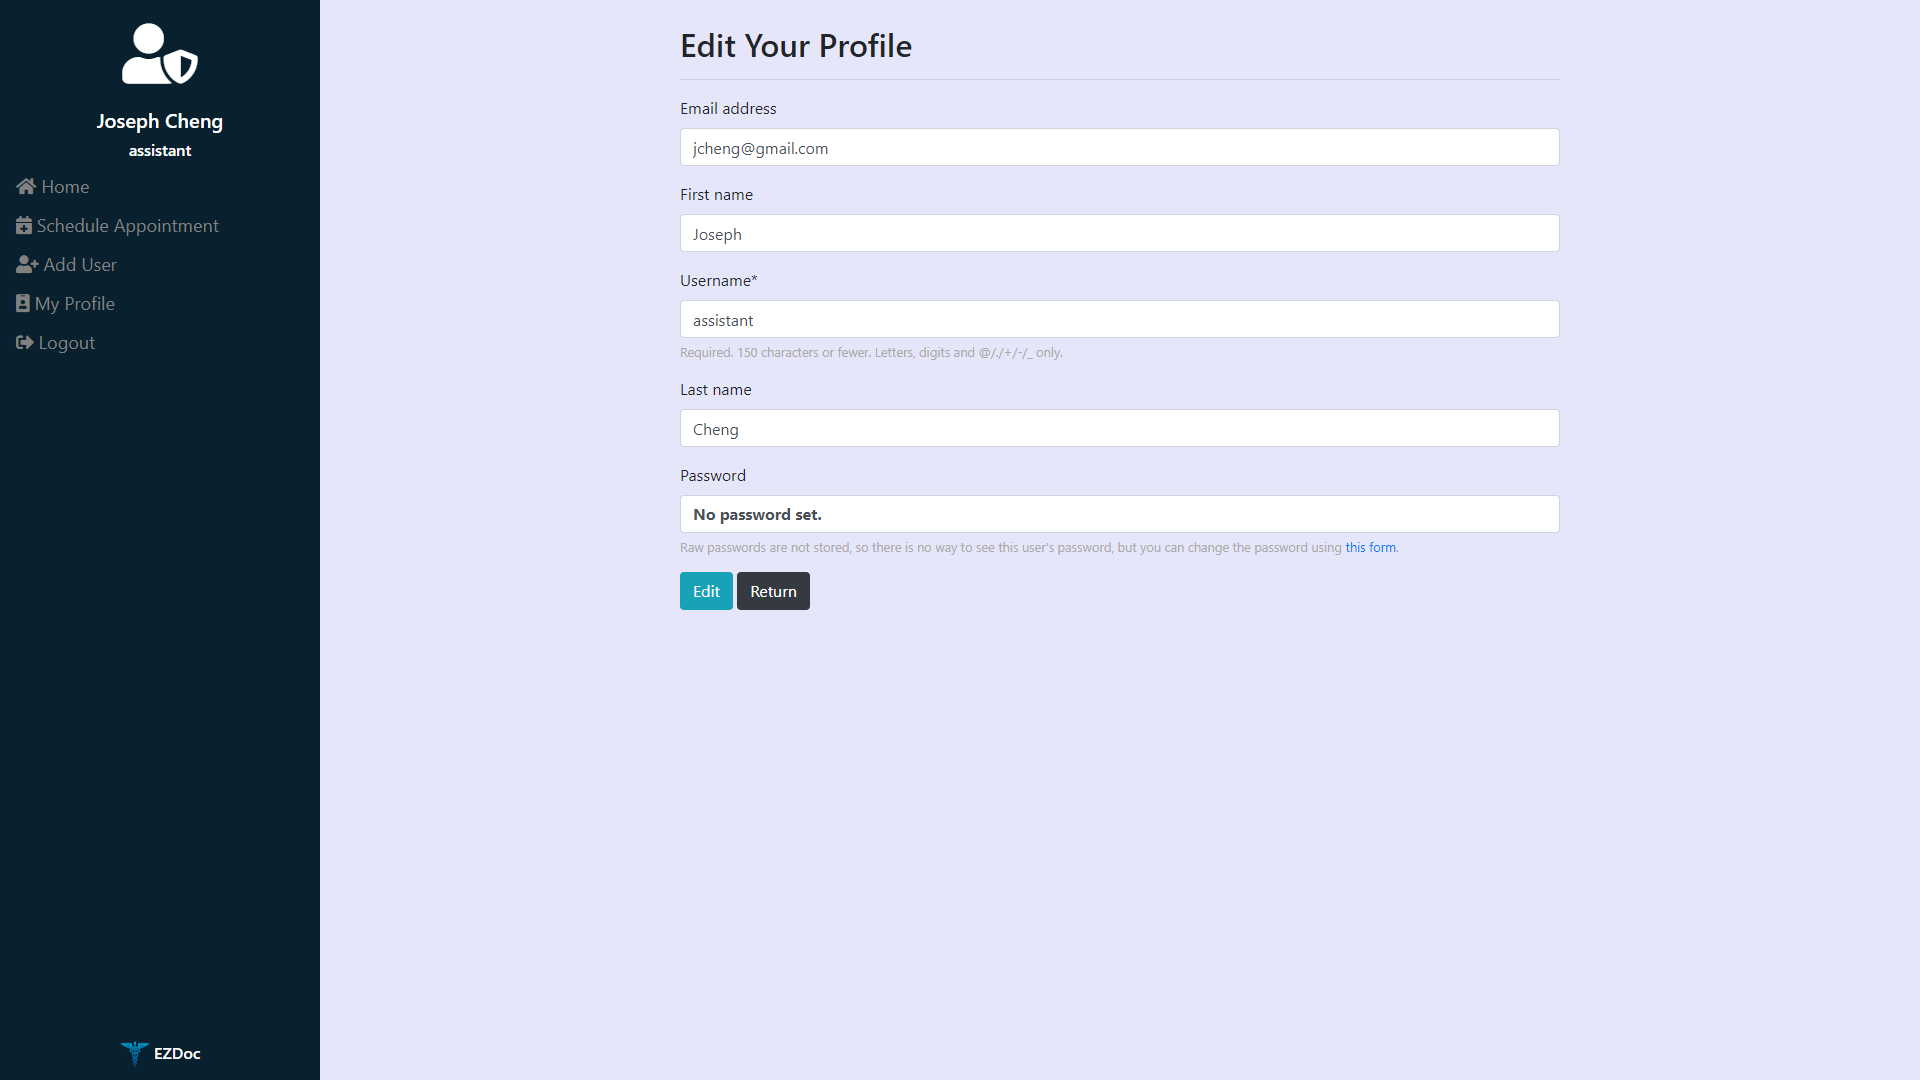 Joseph Cheng
assistant
Home
Schedule Appointment
Add User
My Profile
Logout
EZDoc
Edit Your Profile
Email address
jcheng@gmail.com
First name
Joseph
Username*
assistant
Required. 150 characters or fewer. Letters, digits and @/./+/-/_ only.
Last name
Cheng
Password
No password set.
Raw passwords are not stored, so there is no way to see this user's password, but you can change the password using this form.
Edit Return